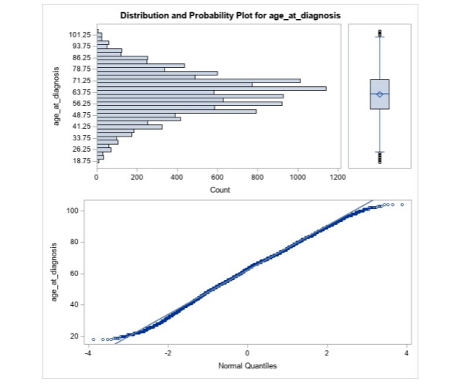 Distribution and Probability Plot for age_at_diagnosis
age_at_diagnosis
101.25
93.75
86.25
78.75
71.25
63.75
56.25
48.75
41.25
33.75
26.25
18.75
0 200 400 600 800 1000 1200
Count
age_at_diagnosis
100
80
60
40
20
-4 -2 0 2 4
Normal Quantiles